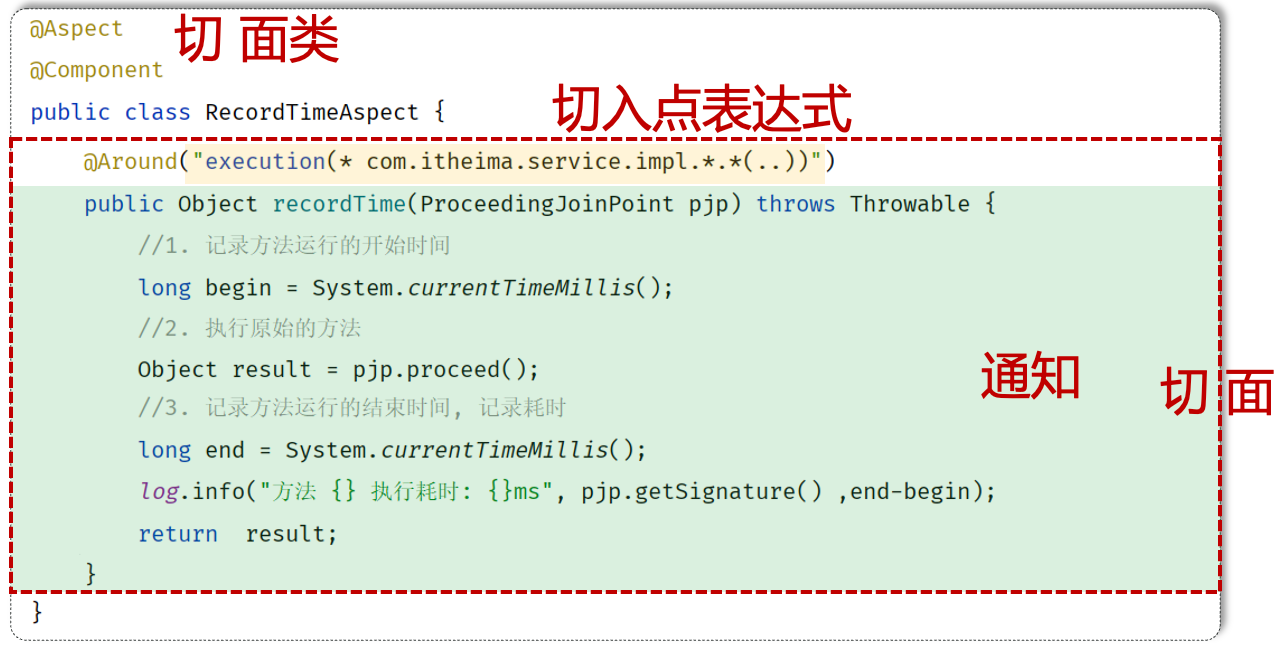 @Aspect 切 面类
@Component
public class RecordTimeAspect { 切入点表达式
@Around("execution(* com.itheima.service.impl.*.*(..))")
public Object recordTime(ProceedingJoinPoint pjp) throws Throwable {
//1. 记录方法运行的开始时间
long begin = System.currentTimeMillis();
//2. 执行原始的方法
Object result = pjp.proceed();
通知
切 面
//3. 记录方法运行的结束时间, 记录耗时
long end = System.currentTimeMillis();
log.info("方法 {} 执行耗时: {}ms", pjp.getSignature() ,end-begin);
return  result;
}
}